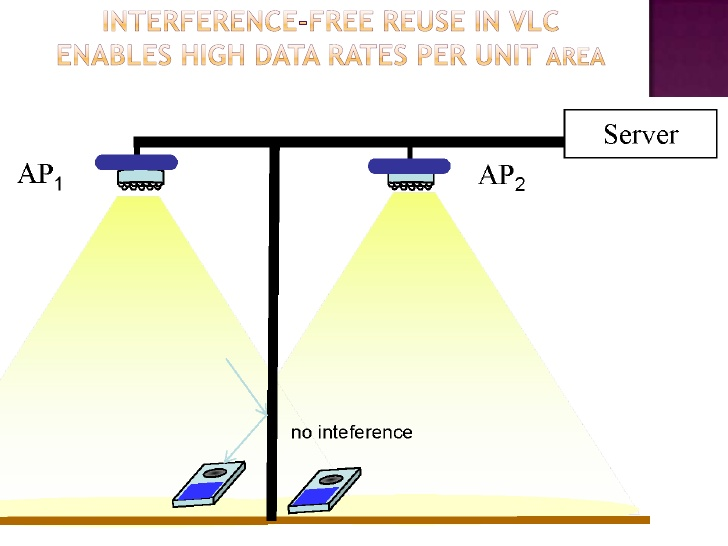 INTERFERENCE-FREE REUSE IN VLC
ENABLES HIGH DATA RATES PER UNIT AREA
Server
AP1
AP2
no inteference